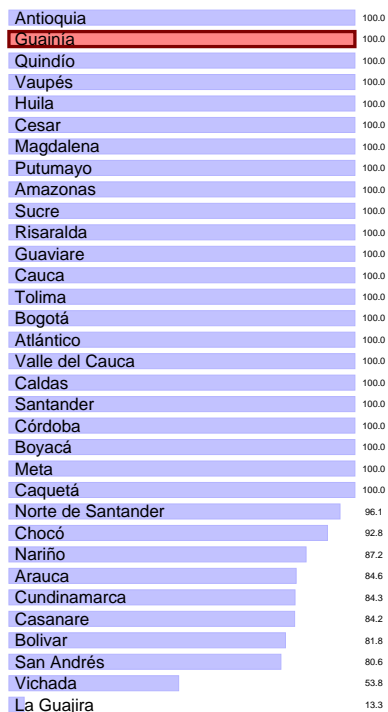 Antioquia 100.0
Guainía 100.0
Quindío 100.0
Vaupés 100.0
Huila 100.0
Cesar 100.0
Magdalena 100.0
Putumayo 100.0
Amazonas 100.0
Sucre 100.0
Risaralda 100.0
Guaviare 100.0
Cauca 100.0
Tolima 100.0
Bogotá 100.0
Atlántico 100.0
Valle del Cauca 100.0
Caldas 100.0
Santander 100.0
Córdoba 100.0
Boyacá 100.0
Meta 100.0
Caquetá 100.0
Norte de Santander 96.1
Chocó 92.8
Nariño 87.2
Arauca 84.6
Cundinamarca 84.3
Casanare 84.2
Bolivar 81.8
San Andrés 80.6
Vichada 53.8
La Guajira 13.3